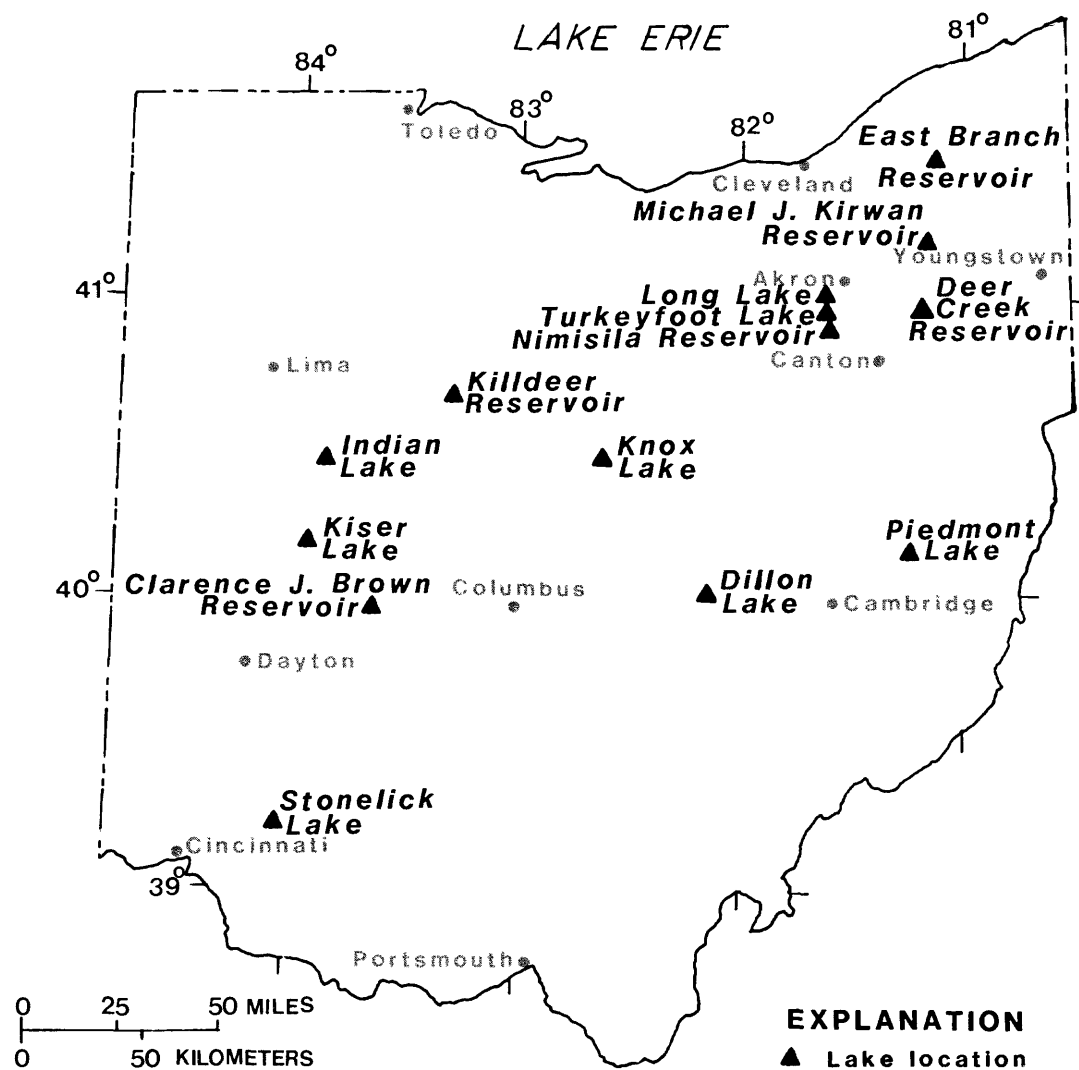 LAKE ERIE
84°
83°
82°
81°
Toledo
East Branch
Reservoir
Cleveland
Michael J. Kirwan
Reservoir
Youngstown
41°
Akron
Long Lake
Turkeyfoot Lake
Nimisila Reservoir
Deer
Creek
Reservoir
Canton
Lima
Killdeer
Reservoir
Indian
Lake
Knox
Lake
Kiser
Lake
Piedmont
Lake
40°
Clarence J. Brown
Reservoir
Columbus
Dillon
Lake
Cambridge
Dayton
Stonelick
Lake
Cincinnati
39°
Portsmouth
0 25 50 MILES
0 50 KILOMETERS
EXPLANATION
Lake location